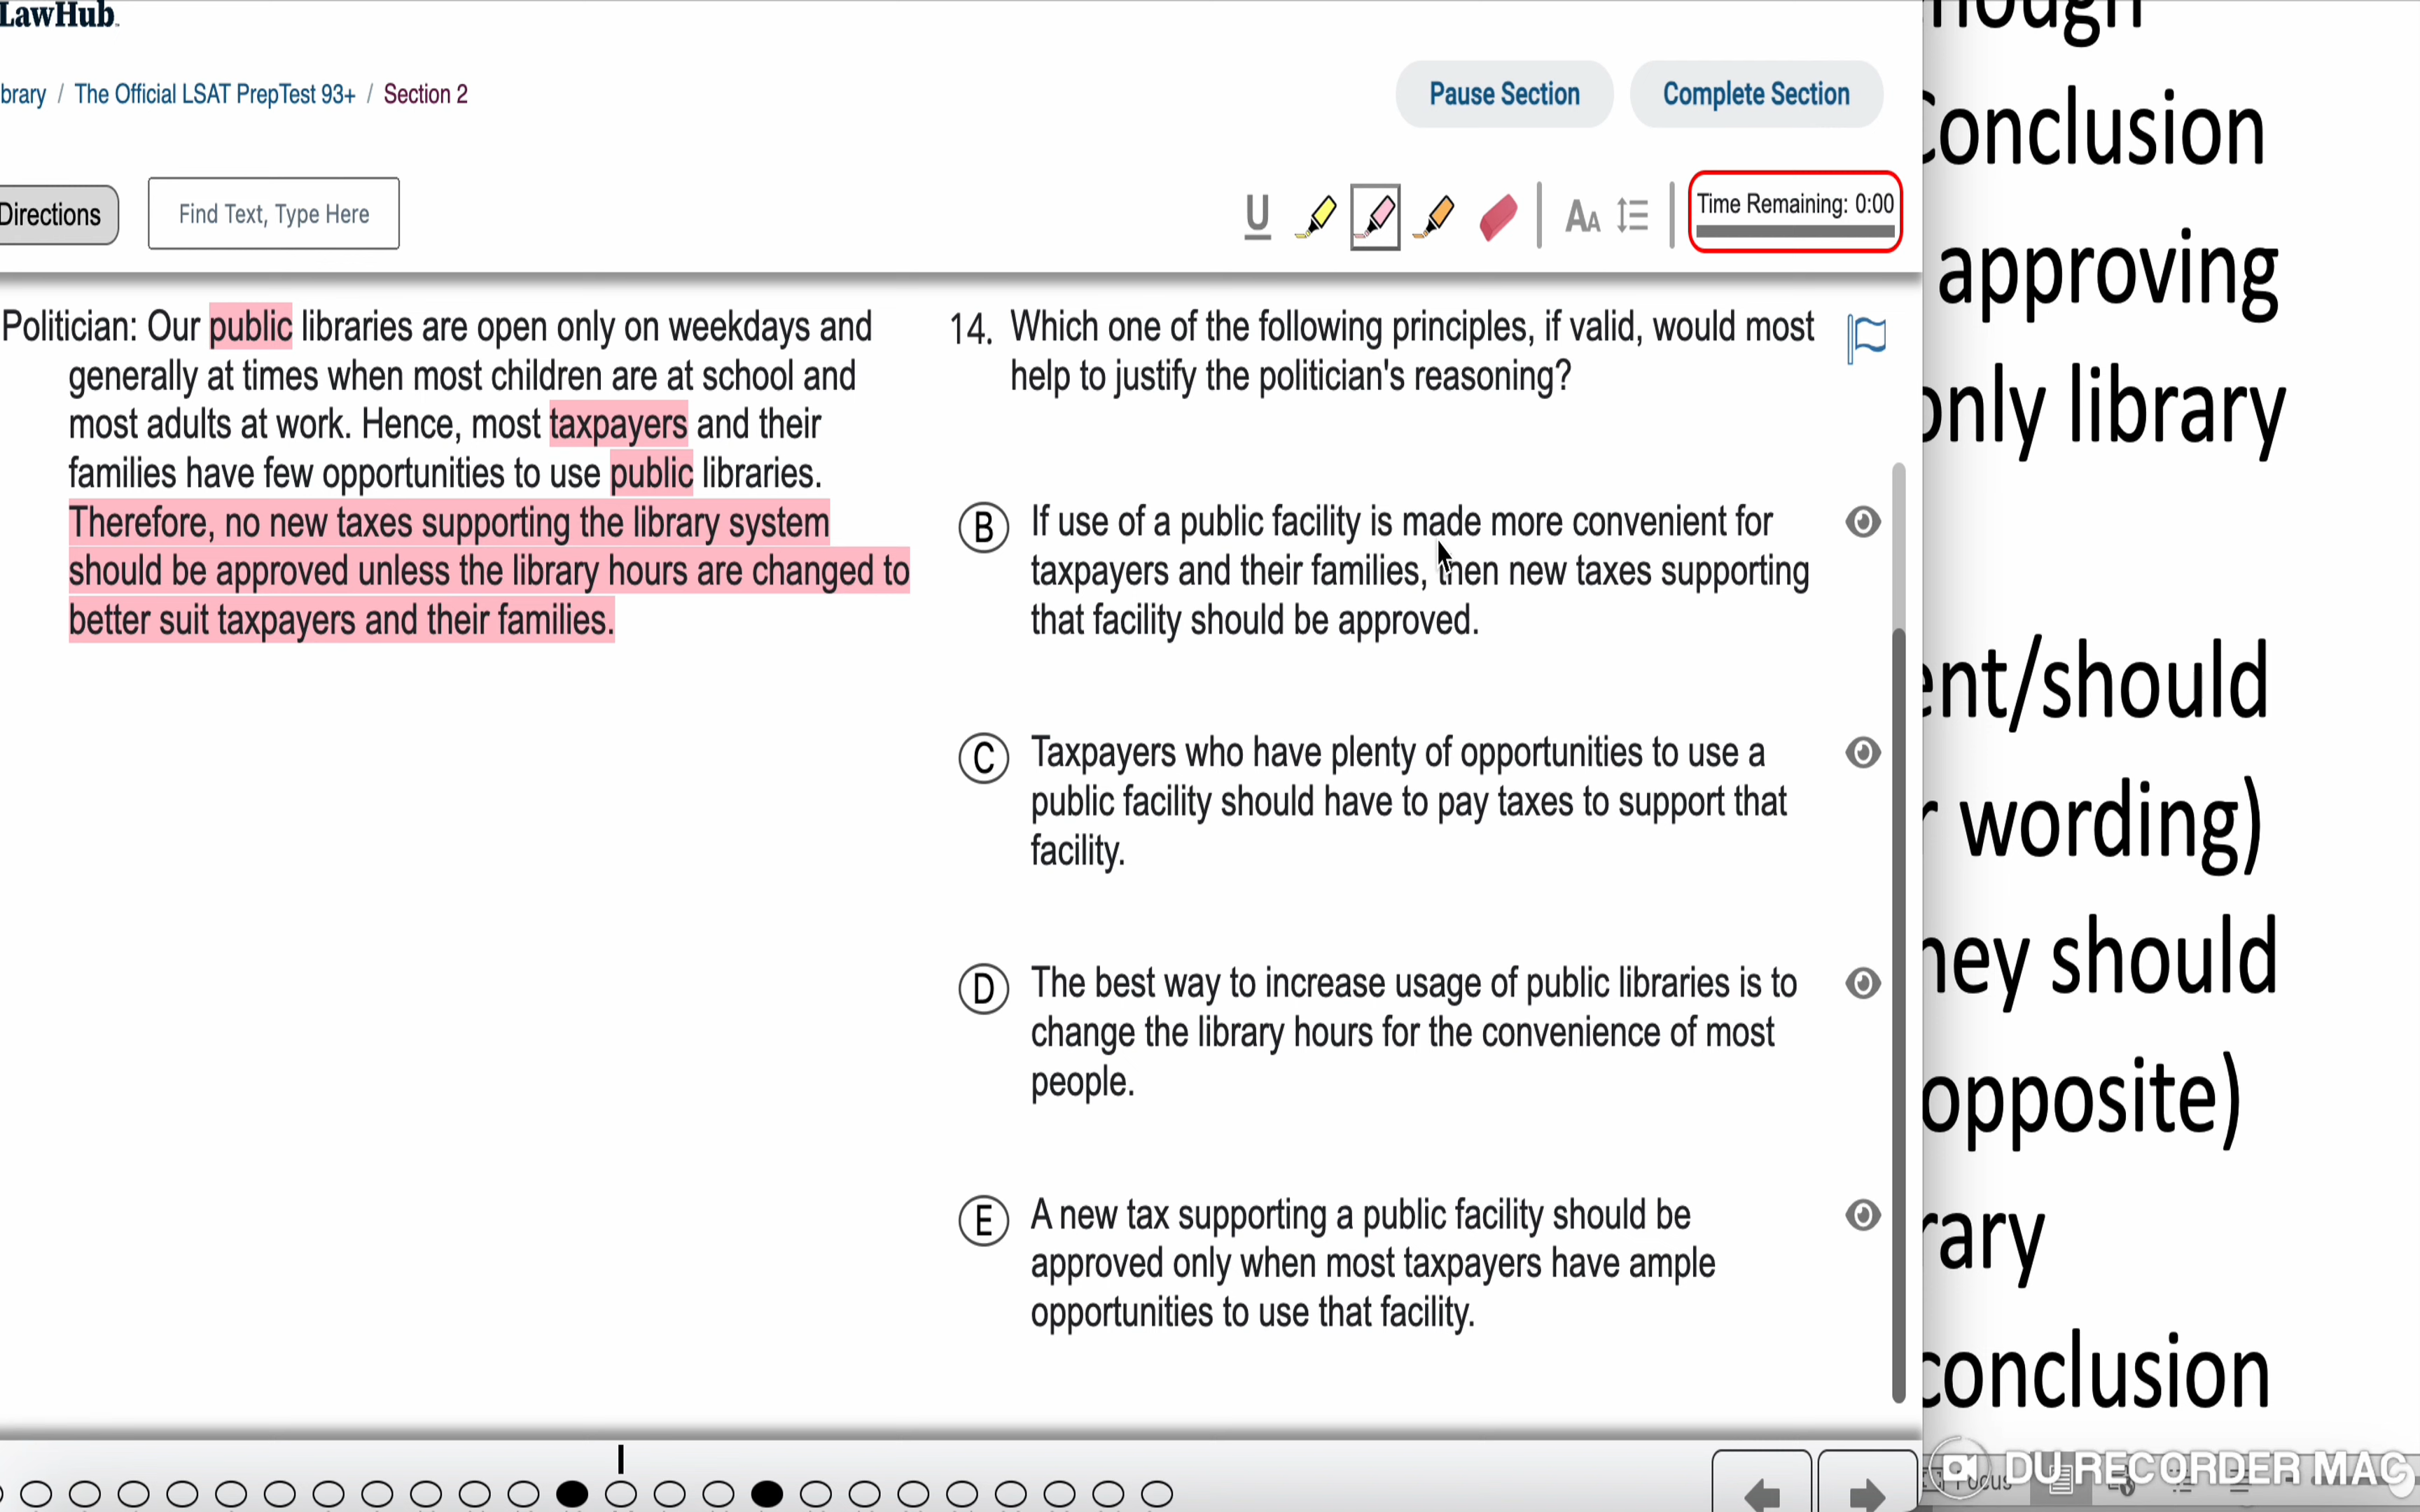 LawHub
brary / The Official LSAT PrepTest 93+ / Section 2
Pause Section
Complete Section
Directions
Find Text, Type Here
U
AA
Time Remaining: 0:00
Politician: Our public libraries are open only on weekdays and
generally at times when most children are at school and
most adults at work. Hence, most taxpayers and their
families have few opportunities to use public libraries.
Therefore, no new taxes supporting the library system
should be approved unless the library hours are changed to
better suit taxpayers and their families.
14. Which one of the following principles, if valid, would most
help to justify the politician's reasoning?
B If use of a public facility is made more convenient for
taxpayers and their families, then new taxes supporting
that facility should be approved.
C Taxpayers who have plenty of opportunities to use a
public facility should have to pay taxes to support that
facility.
D The best way to increase usage of public libraries is to
change the library hours for the convenience of most
people.
E A new tax supporting a public facility should be
approved only when most taxpayers have ample
opportunities to use that facility.
hough
Conclusion
approving
only library
ent/should
r wording)
hey should
opposite)
rary
conclusion
Focus
DU RECORDER MAC